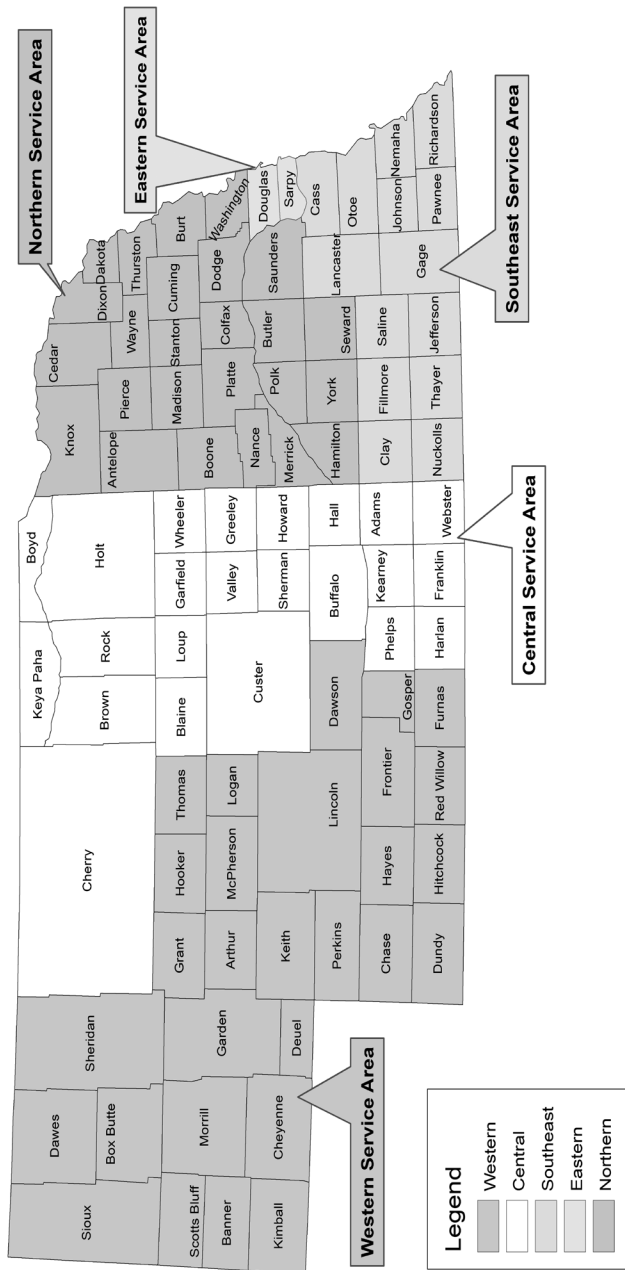 Northern Service Area
Eastern Service Area
Southeast Service Area
Central Service Area
Western Service Area
Sioux
Dawes
Box Butte
Sheridan
Scotts Bluff
Banner
Kimball
Morrill
Cheyenne
Garden
Deuel
Cherry
Grant
Hooker
Thomas
Arthur
McPherson
Logan
Keith
Lincoln
Perkins
Chase
Hayes
Frontier
Gosper
Dundy
Hitchcock
Red Willow
Furnas
Dawson
Keya Paha
Boyd
Brown
Rock
Holt
Blaine
Loup
Garfield
Wheeler
Custer
Valley
Greeley
Sherman
Howard
Buffalo
Hall
Phelps
Kearney
Adams
Harlan
Franklin
Webster
Knox
Cedar
Dixon
Dakota
Antelope
Pierce
Wayne
Thurston
Boone
Madison
Stanton
Cuming
Burt
Nance
Platte
Colfax
Dodge
Washington
Merrick
Polk
Butler
Saunders
Douglas
Sarpy
Hamilton
York
Seward
Lancaster
Cass
Otoe
Clay
Fillmore
Saline
Gage
Johnson
Nemaha
Nuckolls
Thayer
Jefferson
Pawnee
Richardson
Legend
Western
Central
Southeast
Eastern
Northern